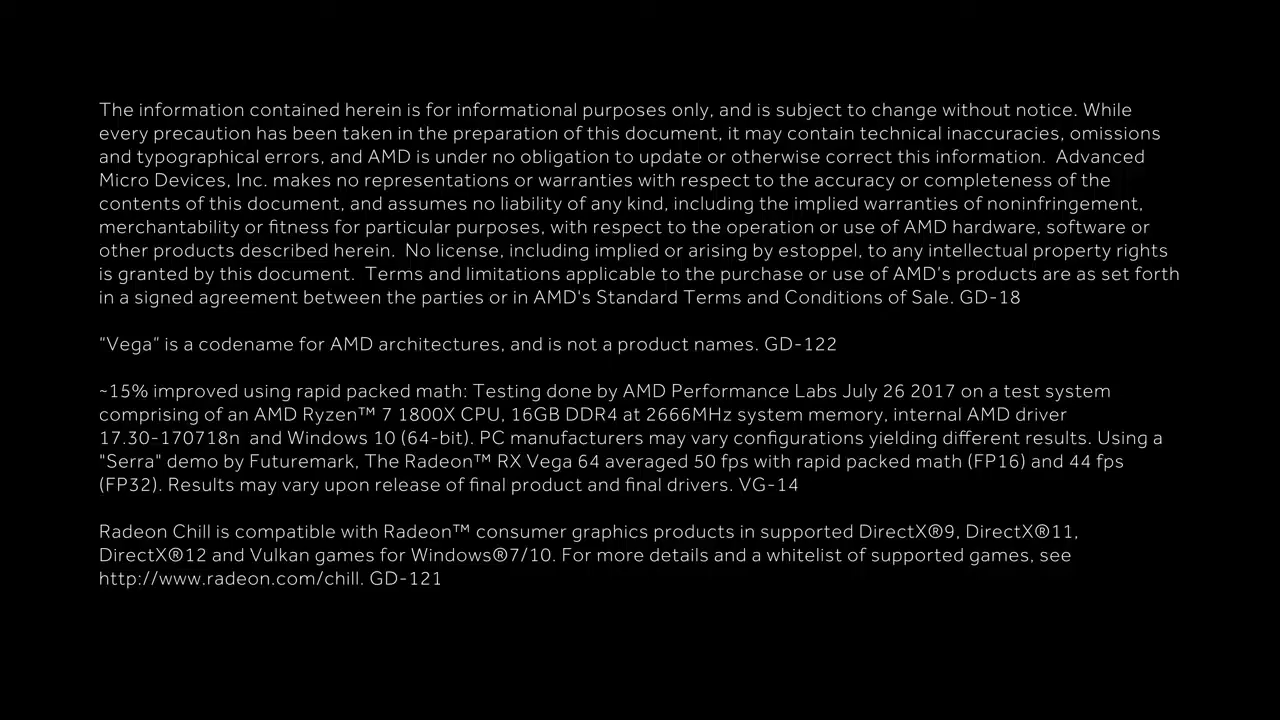 The information contained herein is for informational purposes only, and is subject to change without notice. While
every precaution has been taken in the preparation of this document, it may contain technical inaccuracies, omissions
and typographical errors, and AMD is under no obligation to update or otherwise correct this information.  Advanced
Micro Devices, Inc. makes no representations or warranties with respect to the accuracy or completeness of the
contents of this document, and assumes no liability of any kind, including the implied warranties of noninfringement,
merchantability or fitness for particular purposes, with respect to the operation or use of AMD hardware, software or
other products described herein.  No license, including implied or arising by estoppel, to any intellectual property rights
is granted by this document.  Terms and limitations applicable to the purchase or use of AMD's products are as set forth
in a signed agreement between the parties or in AMD's Standard Terms and Conditions of Sale. GD-18
"Vega" is a codename for AMD architectures, and is not a product names. GD-122
~15% improved using rapid packed math: Testing done by AMD Performance Labs July 26 2017 on a test system
comprising of an AMD Ryzen™ 7 1800X CPU, 16GB DDR4 at 2666MHz system memory, internal AMD driver
17.30-170718n  and Windows 10 (64-bit). PC manufacturers may vary configurations yielding different results. Using a
"Serra" demo by Futuremark, The Radeon™ RX Vega 64 averaged 50 fps with rapid packed math (FP16) and 44 fps
(FP32). Results may vary upon release of final product and final drivers. VG-14
Radeon Chill is compatible with Radeon™ consumer graphics products in supported DirectX®9, DirectX®11,
DirectX®12 and Vulkan games for Windows®7/10. For more details and a whitelist of supported games, see
http://www.radeon.com/chill. GD-121